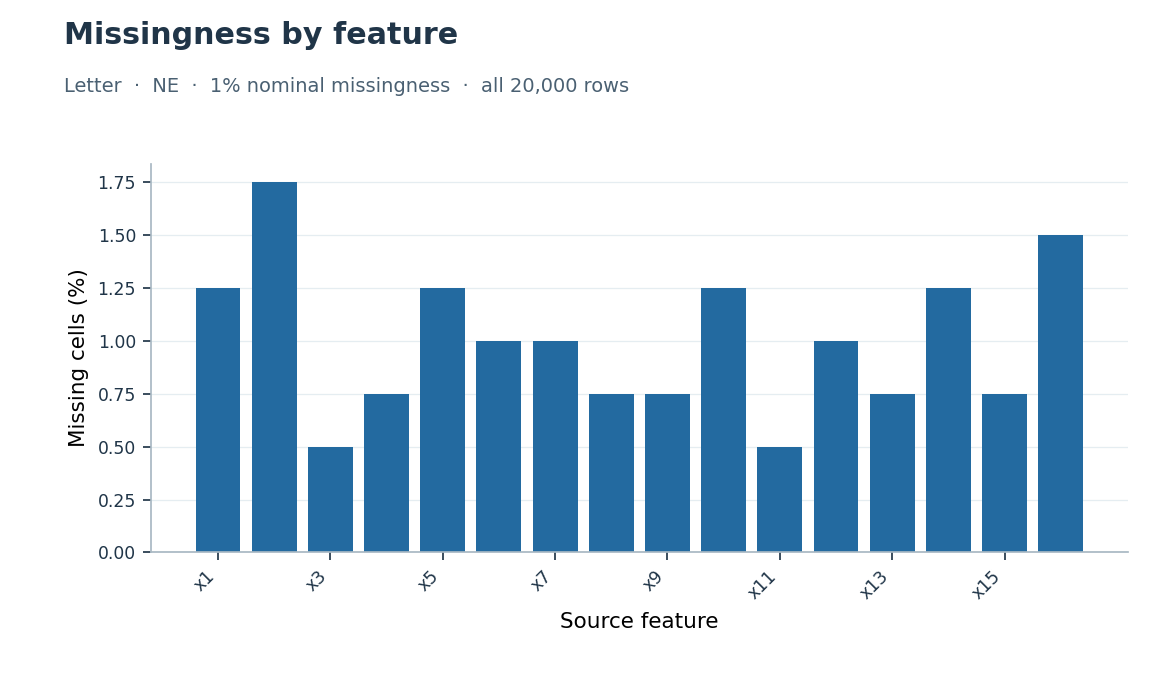 Missingness by feature
Letter · NE · 1% nominal missingness · all 20,000 rows
Missing cells (%)
1.75
1.50
1.25
1.00
0.75
0.50
0.25
0.00
x1 x3 x5 x7 x9 x11 x13 x15
Source feature